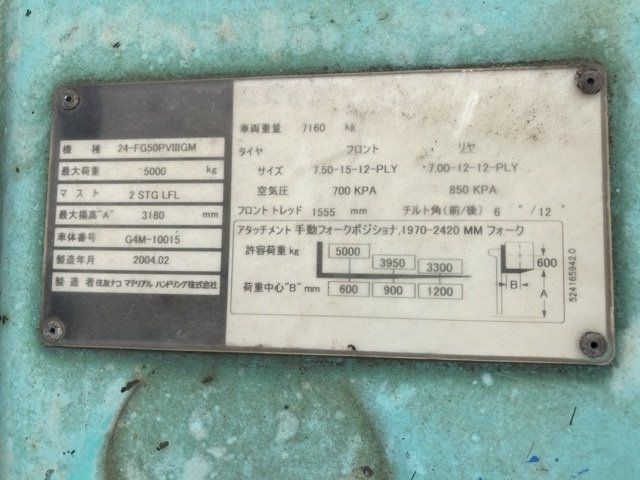 機 種 24-FG50PVIIIGM
最大荷重 5000 kg
マスト 2 STG LFL
最大揚高"A" 3180 mm
車体番号 G4M-10015
製造年月 2004.02
製造者 住友ナコ マテリアル ハンドリング株式会社
車両重量 7160 kg
タイヤ フロント リヤ
サイズ 7.50-15-12-PLY 7.00-12-12-PLY
空気圧 700 KPA 850 KPA
フロント トレッド 1555 mm チルト角(前/後) 6 °/12 °
アタッチメント 手動フォークポジショナ,1970-2420 MM フォーク
許容荷重 kg 5000 3950 3300
荷重中心"B" mm 600 900 1200
600
B
A
5241659420